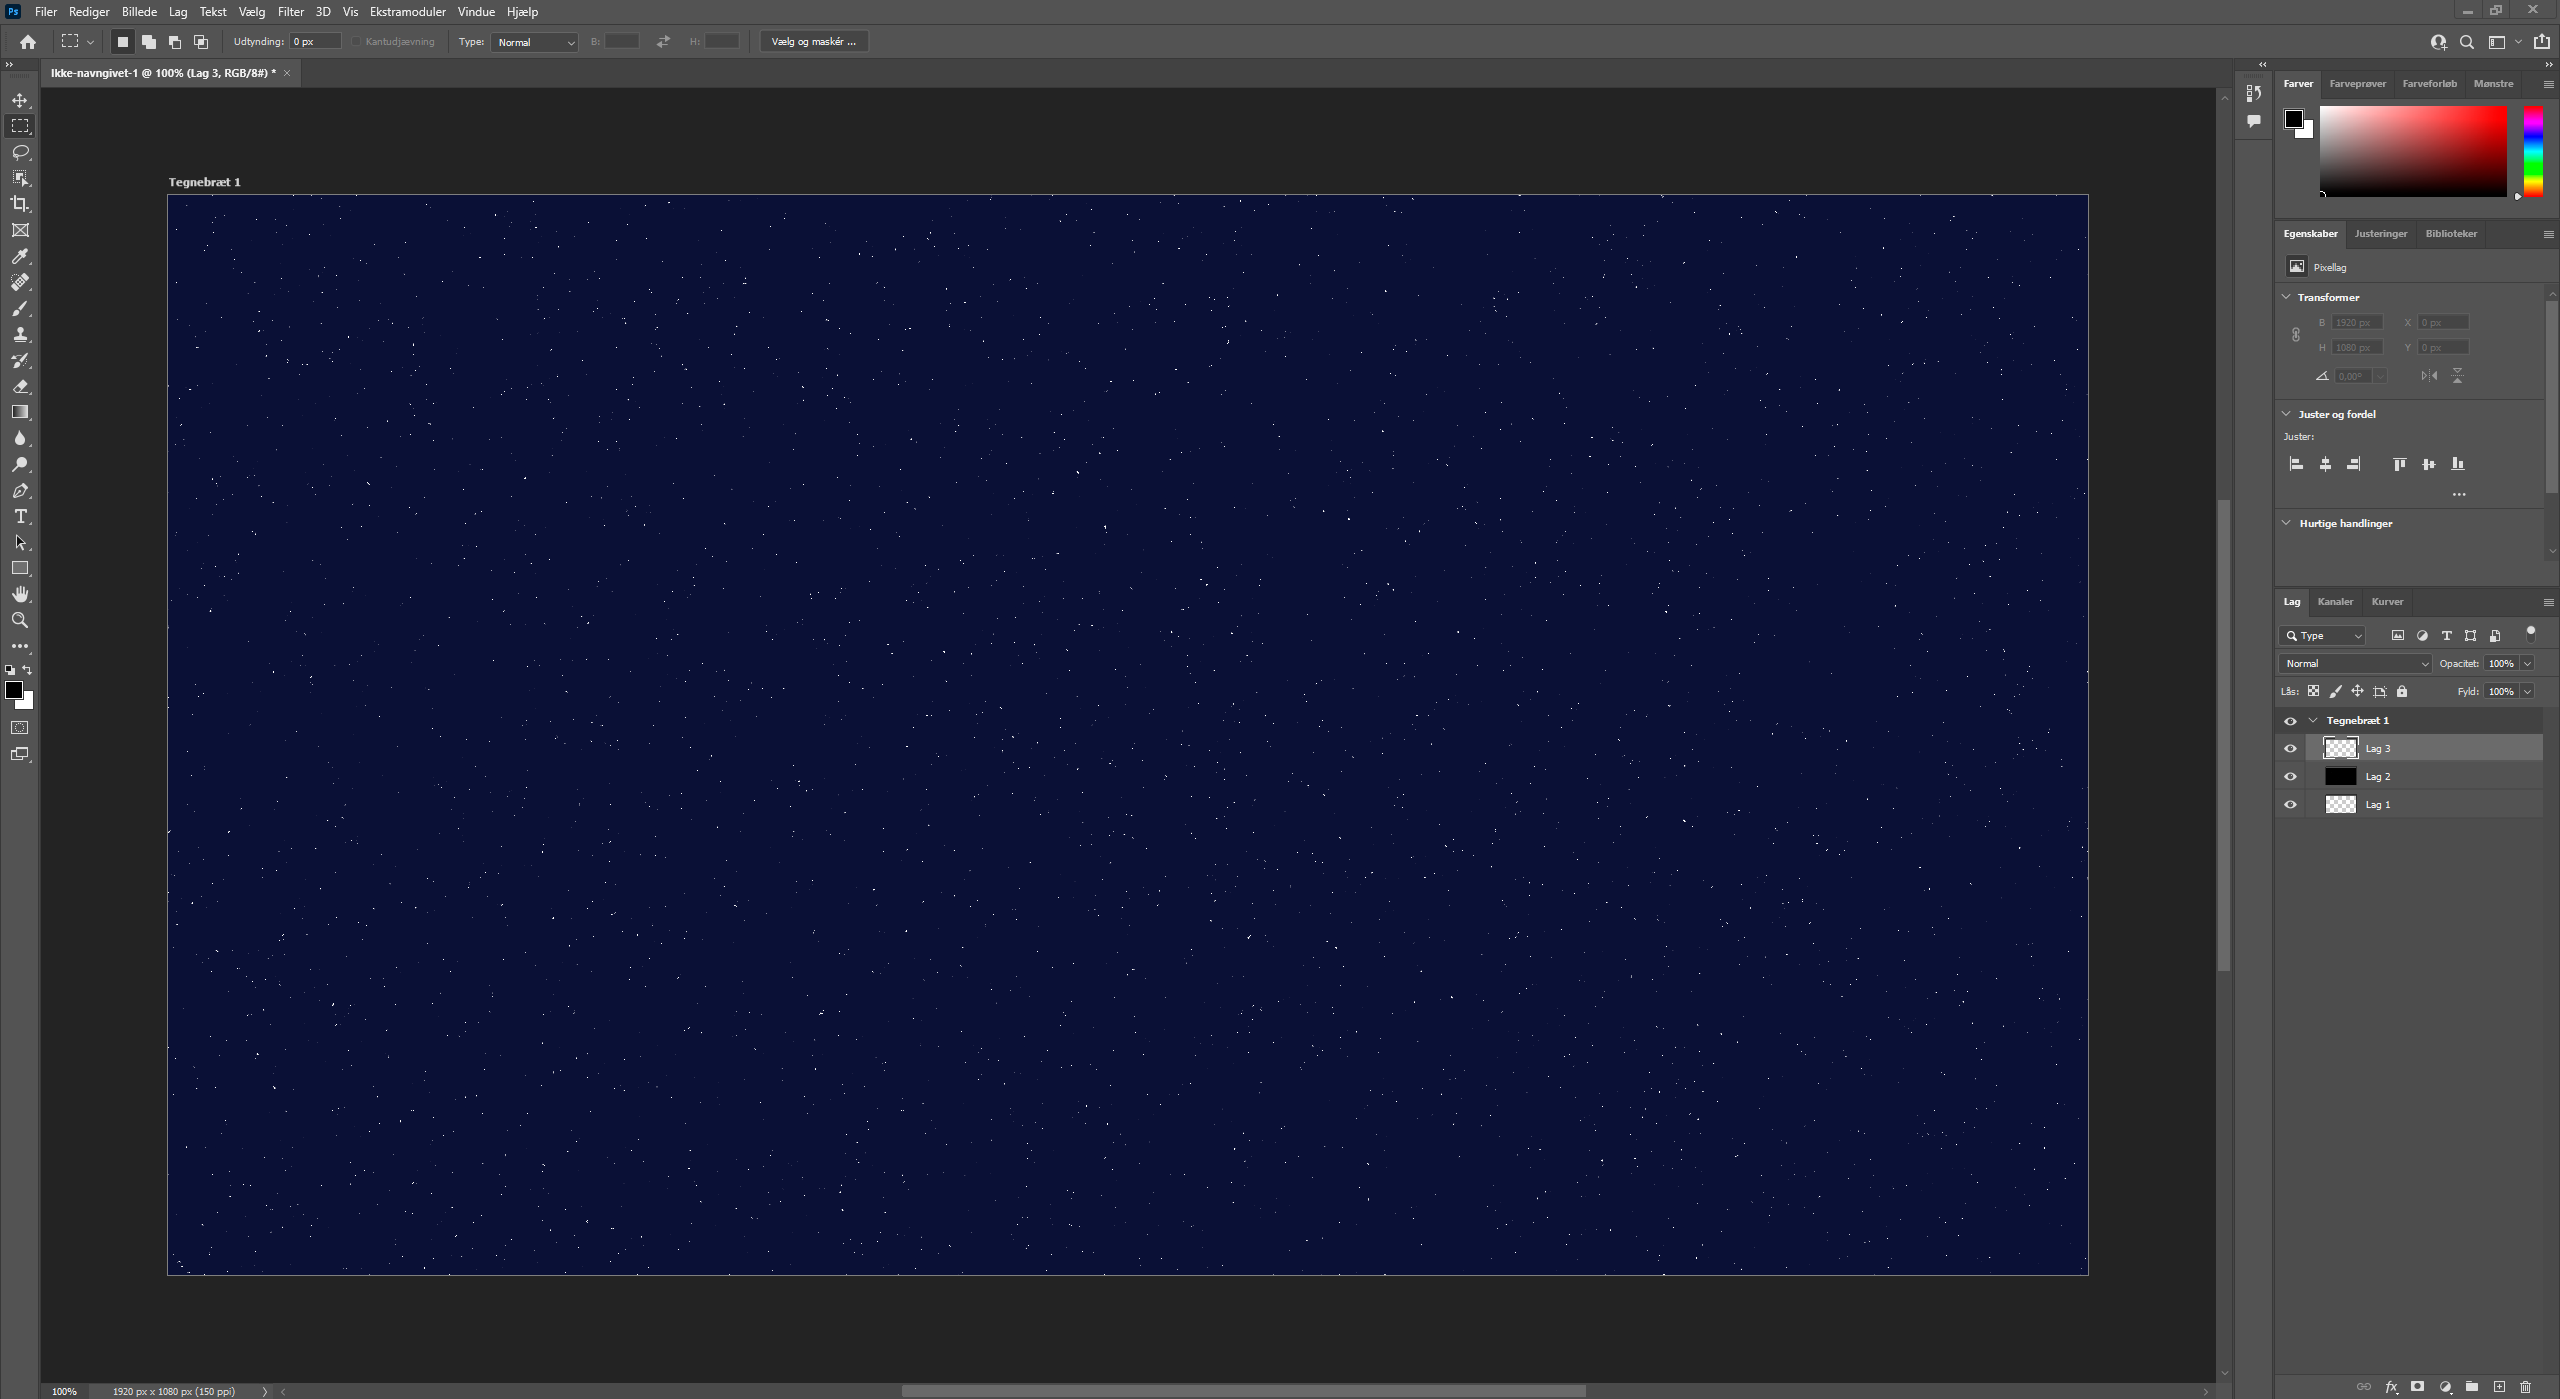 Ps Filer Rediger Billede Lag Tekst Vælg Filter 3D Vis Ekstramoduler Vindue Hjælp
Udtynding: 0 px Kantudjævning Type: Normal B: H: Vælg og maskér ...
Ikke-navngivet-1 @ 100% (Lag 3, RGB/8#) *
Farver Farveprøver Farveforløb Mønstre
Tegnebræt 1
Egenskaber Justeringer Biblioteker
Pixellag
Transformer
B 1920 px X 0 px
H 1080 px Y 0 px
0,00°
Juster og fordel
Juster:
Hurtige handlinger
Lag Kanaler Kurver
Type
Normal Opacitet: 100%
Lås: Fyld: 100%
Tegnebræt 1
Lag 3
Lag 2
Lag 1
100% 1920 px x 1080 px (150 ppi)
fx